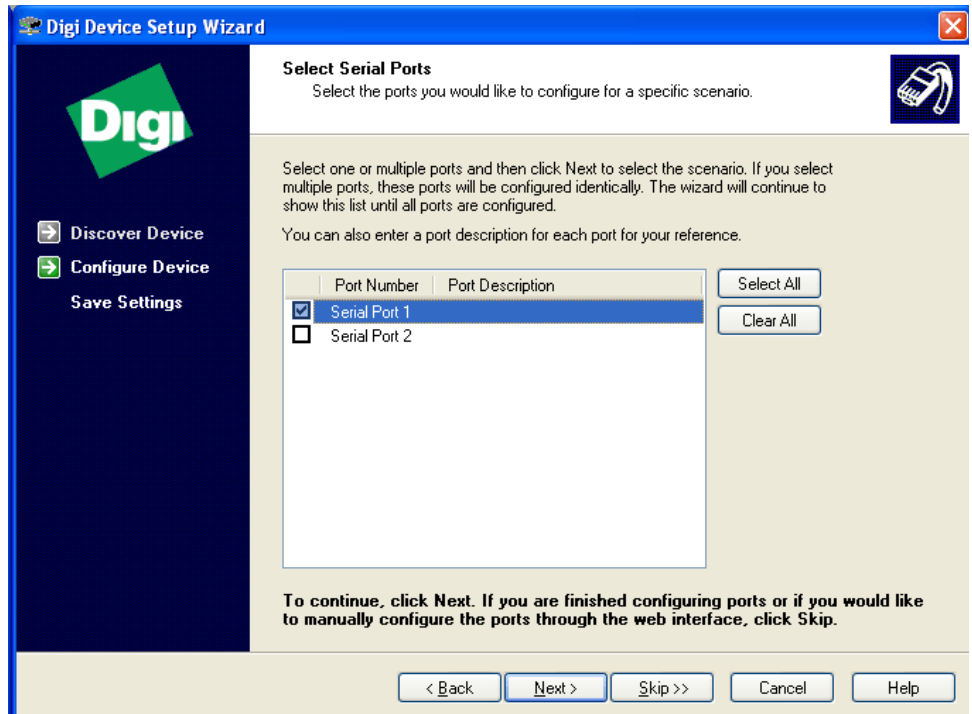 Digi Device Setup Wizard
Digi
Discover Device
Configure Device
Save Settings
Select Serial Ports
Select the ports you would like to configure for a specific scenario.
Select one or multiple ports and then click Next to select the scenario. If you select
multiple ports, these ports will be configured identically. The wizard will continue to
show this list until all ports are configured.
You can also enter a port description for each port for your reference.
Port Number Port Description
Serial Port 1
Serial Port 2
Select All
Clear All
To continue, click Next. If you are finished configuring ports or if you would like
to manually configure the ports through the web interface, click Skip.
< Back Next > Skip >> Cancel Help